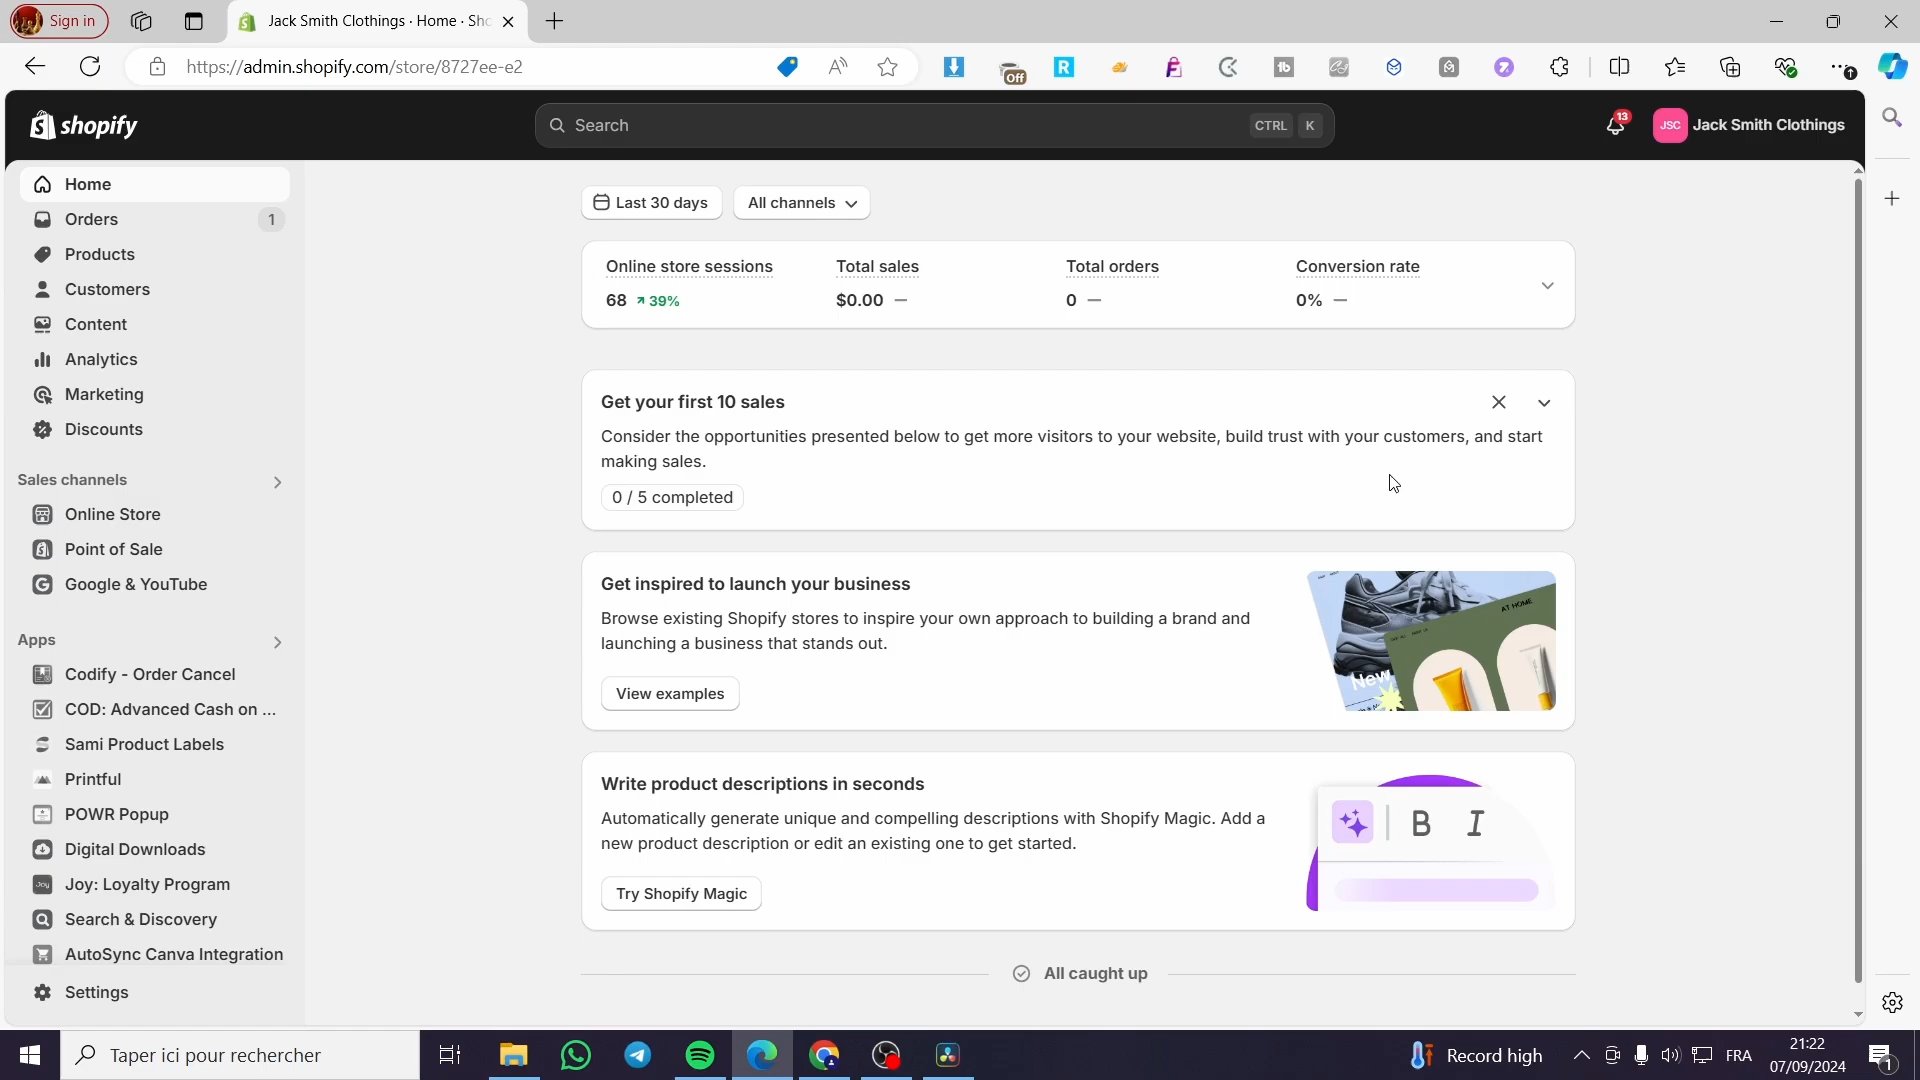 Sign in
Jack Smith Clothings · Home · Sho
https://admin.shopify.com/store/8727ee-e2
Off
shopify
Search
CTRL K
13
JSC
Jack Smith Clothings
Home
Orders
1
Products
Customers
Content
Analytics
Marketing
Discounts
Sales channels
Online Store
Point of Sale
Google & YouTube
Apps
Codify - Order Cancel
COD: Advanced Cash on ...
Sami Product Labels
Printful
POWR Popup
Digital Downloads
Joy: Loyalty Program
Search & Discovery
AutoSync Canva Integration
Settings
Last 30 days
All channels
Online store sessions
68 39%
Total sales
$0.00 —
Total orders
0 —
Conversion rate
0% —
Get your first 10 sales
Consider the opportunities presented below to get more visitors to your website, build trust with your customers, and start
making sales.
0 / 5 completed
Get inspired to launch your business
Browse existing Shopify stores to inspire your own approach to building a brand and
launching a business that stands out.
View examples
AT HOME
New
Write product descriptions in seconds
Automatically generate unique and compelling descriptions with Shopify Magic. Add a
new product description or edit an existing one to get started.
Try Shopify Magic
B I
All caught up
Taper ici pour rechercher
Record high
FRA
21:22
07/09/2024
1